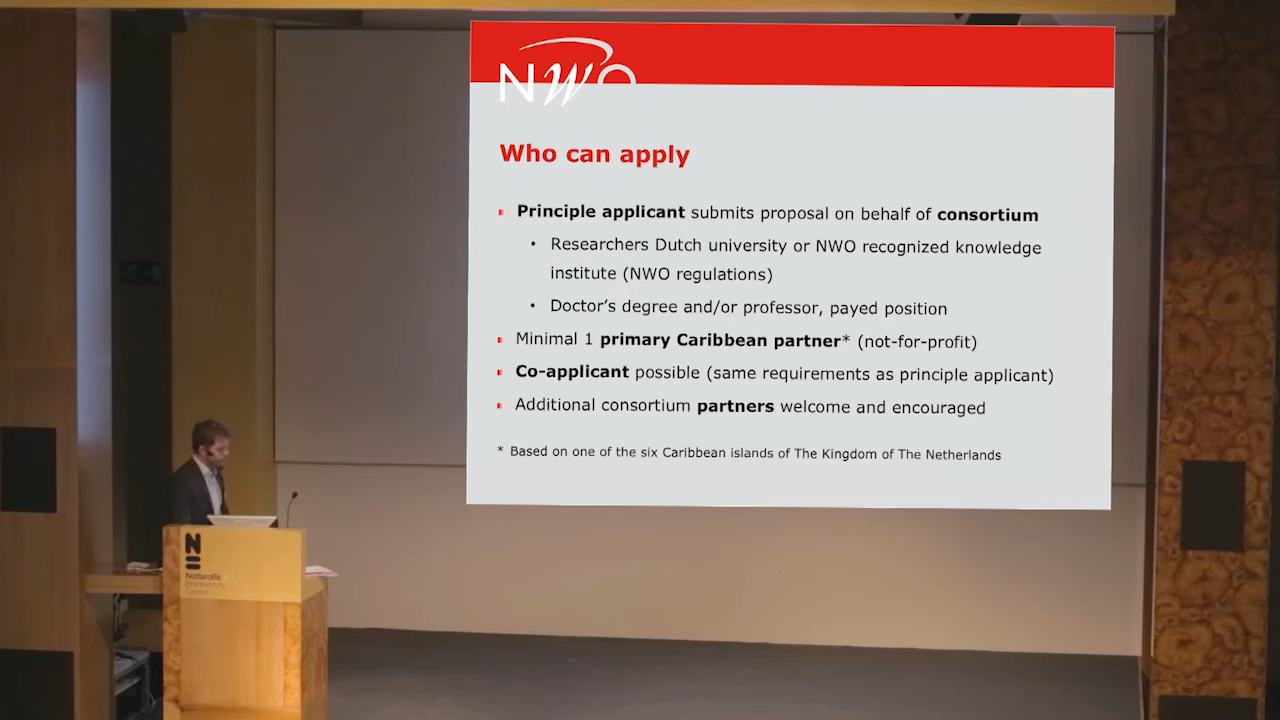 NWO
Who can apply
Principle applicant submits proposal on behalf of consortium
• Researchers Dutch university or NWO recognized knowledge
institute (NWO regulations)
• Doctor's degree and/or professor, payed position
Minimal 1 primary Caribbean partner* (not-for-profit)
Co-applicant possible (same requirements as principle applicant)
Additional consortium partners welcome and encouraged
* Based on one of the six Caribbean islands of The Kingdom of The Netherlands
N
Naturalis
Biodiversity
Center